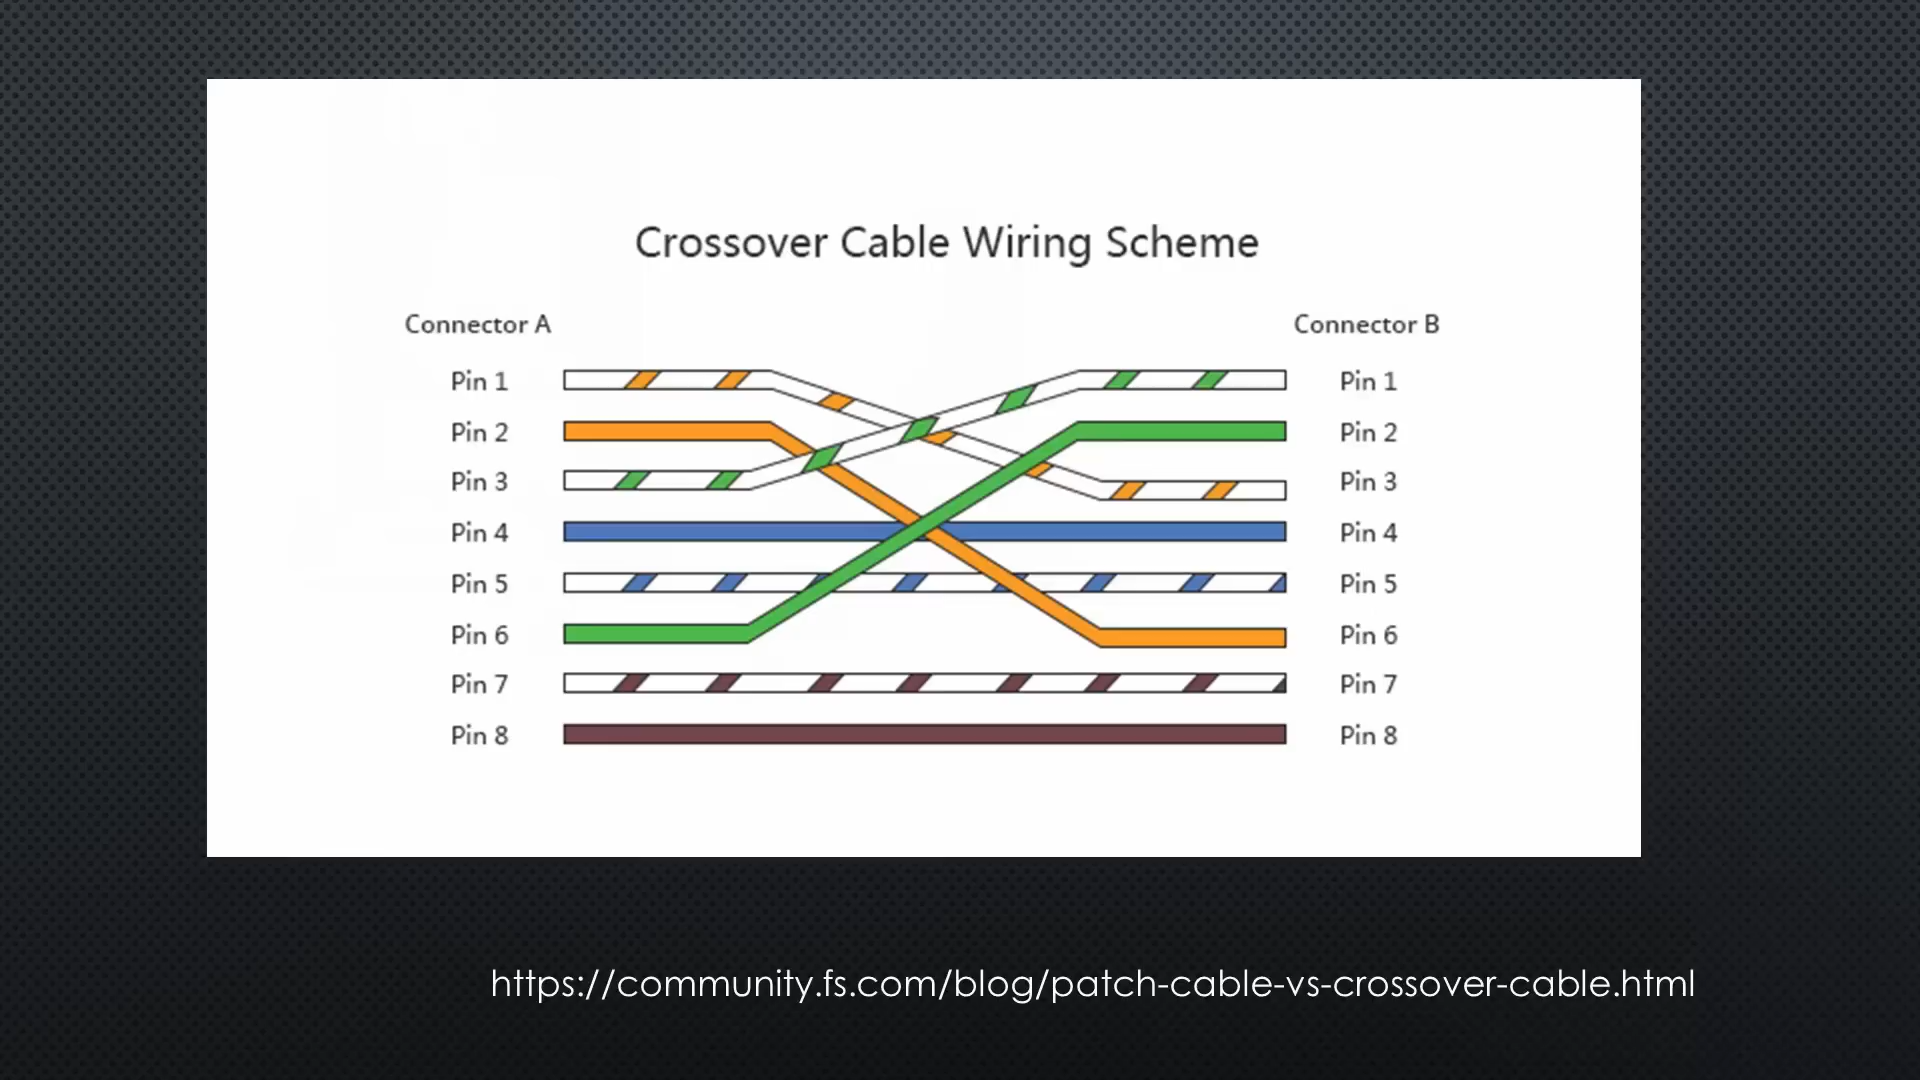 Crossover Cable Wiring Scheme
Connector A Connector B
Pin 1 Pin 1
Pin 2 Pin 2
Pin 3 Pin 3
Pin 4 Pin 4
Pin 5 Pin 5
Pin 6 Pin 6
Pin 7 Pin 7
Pin 8 Pin 8
https://community.fs.com/blog/patch-cable-vs-crossover-cable.html